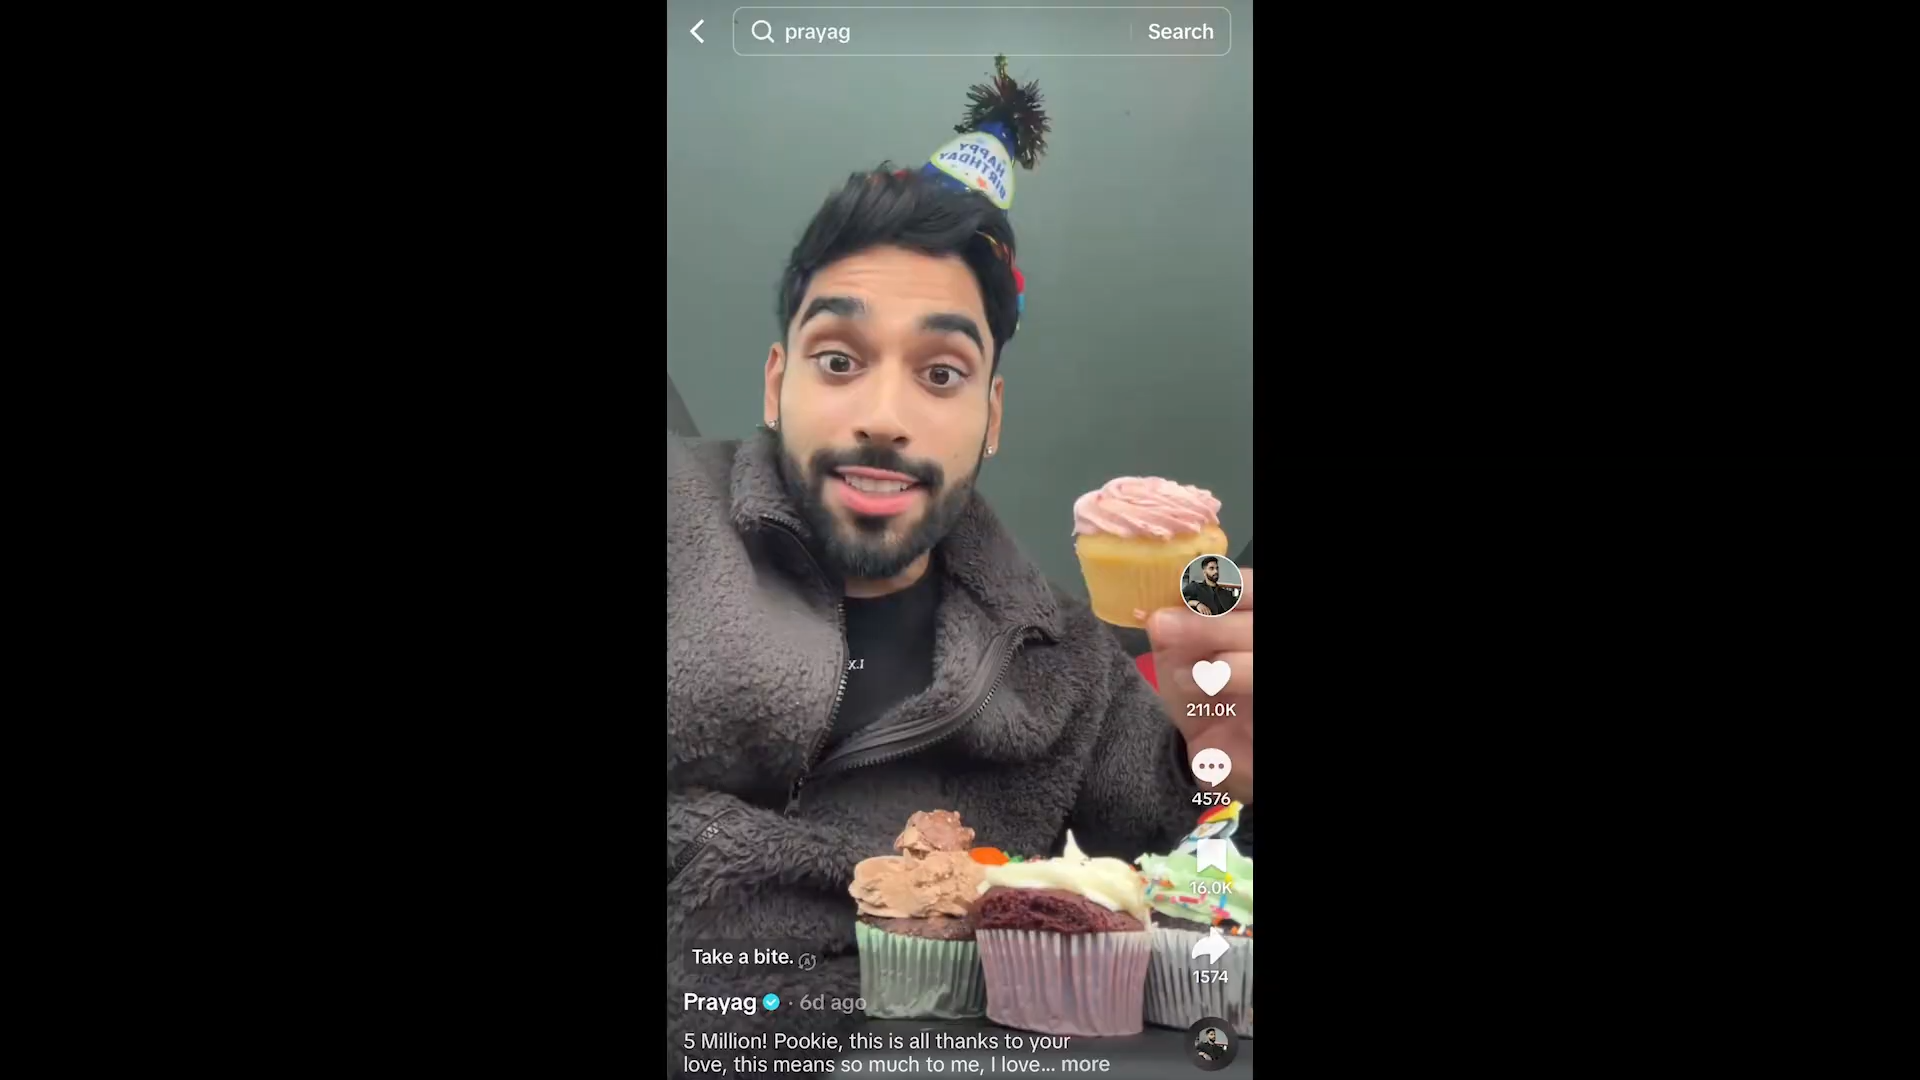 prayag
Search
HAPPY
BIRTHDAY
I.X
211.0K
4576
16.0K
1574
Take a bite.
Prayag · 6d ago
5 Million! Pookie, this is all thanks to your
love, this means so much to me, I love... more